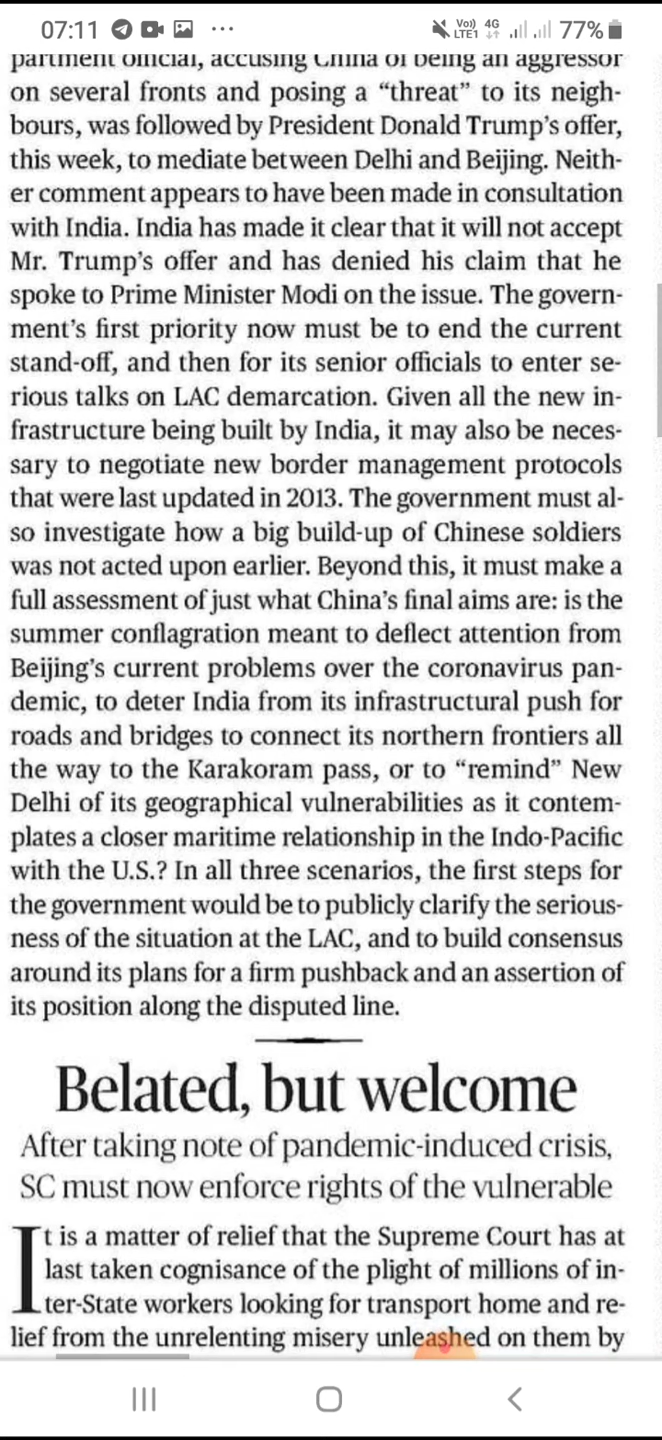 07:11 ... Vo)) LTE1 4G 77%
partment official, accusing China of being an aggressor
on several fronts and posing a “threat” to its neigh-
bours, was followed by President Donald Trump’s offer,
this week, to mediate between Delhi and Beijing. Neith-
er comment appears to have been made in consultation
with India. India has made it clear that it will not accept
Mr. Trump’s offer and has denied his claim that he
spoke to Prime Minister Modi on the issue. The govern-
ment’s first priority now must be to end the current
stand-off, and then for its senior officials to enter se-
rious talks on LAC demarcation. Given all the new in-
frastructure being built by India, it may also be neces-
sary to negotiate new border management protocols
that were last updated in 2013. The government must al-
so investigate how a big build-up of Chinese soldiers
was not acted upon earlier. Beyond this, it must make a
full assessment of just what China’s final aims are: is the
summer conflagration meant to deflect attention from
Beijing’s current problems over the coronavirus pan-
demic, to deter India from its infrastructural push for
roads and bridges to connect its northern frontiers all
the way to the Karakoram pass, or to “remind” New
Delhi of its geographical vulnerabilities as it contem-
plates a closer maritime relationship in the Indo-Pacific
with the U.S.? In all three scenarios, the first steps for
the government would be to publicly clarify the serious-
ness of the situation at the LAC, and to build consensus
around its plans for a firm pushback and an assertion of
its position along the disputed line.
Belated, but welcome
After taking note of pandemic-induced crisis,
SC must now enforce rights of the vulnerable
It is a matter of relief that the Supreme Court has at
last taken cognisance of the plight of millions of in-
ter-State workers looking for transport home and re-
lief from the unrelenting misery unleashed on them by